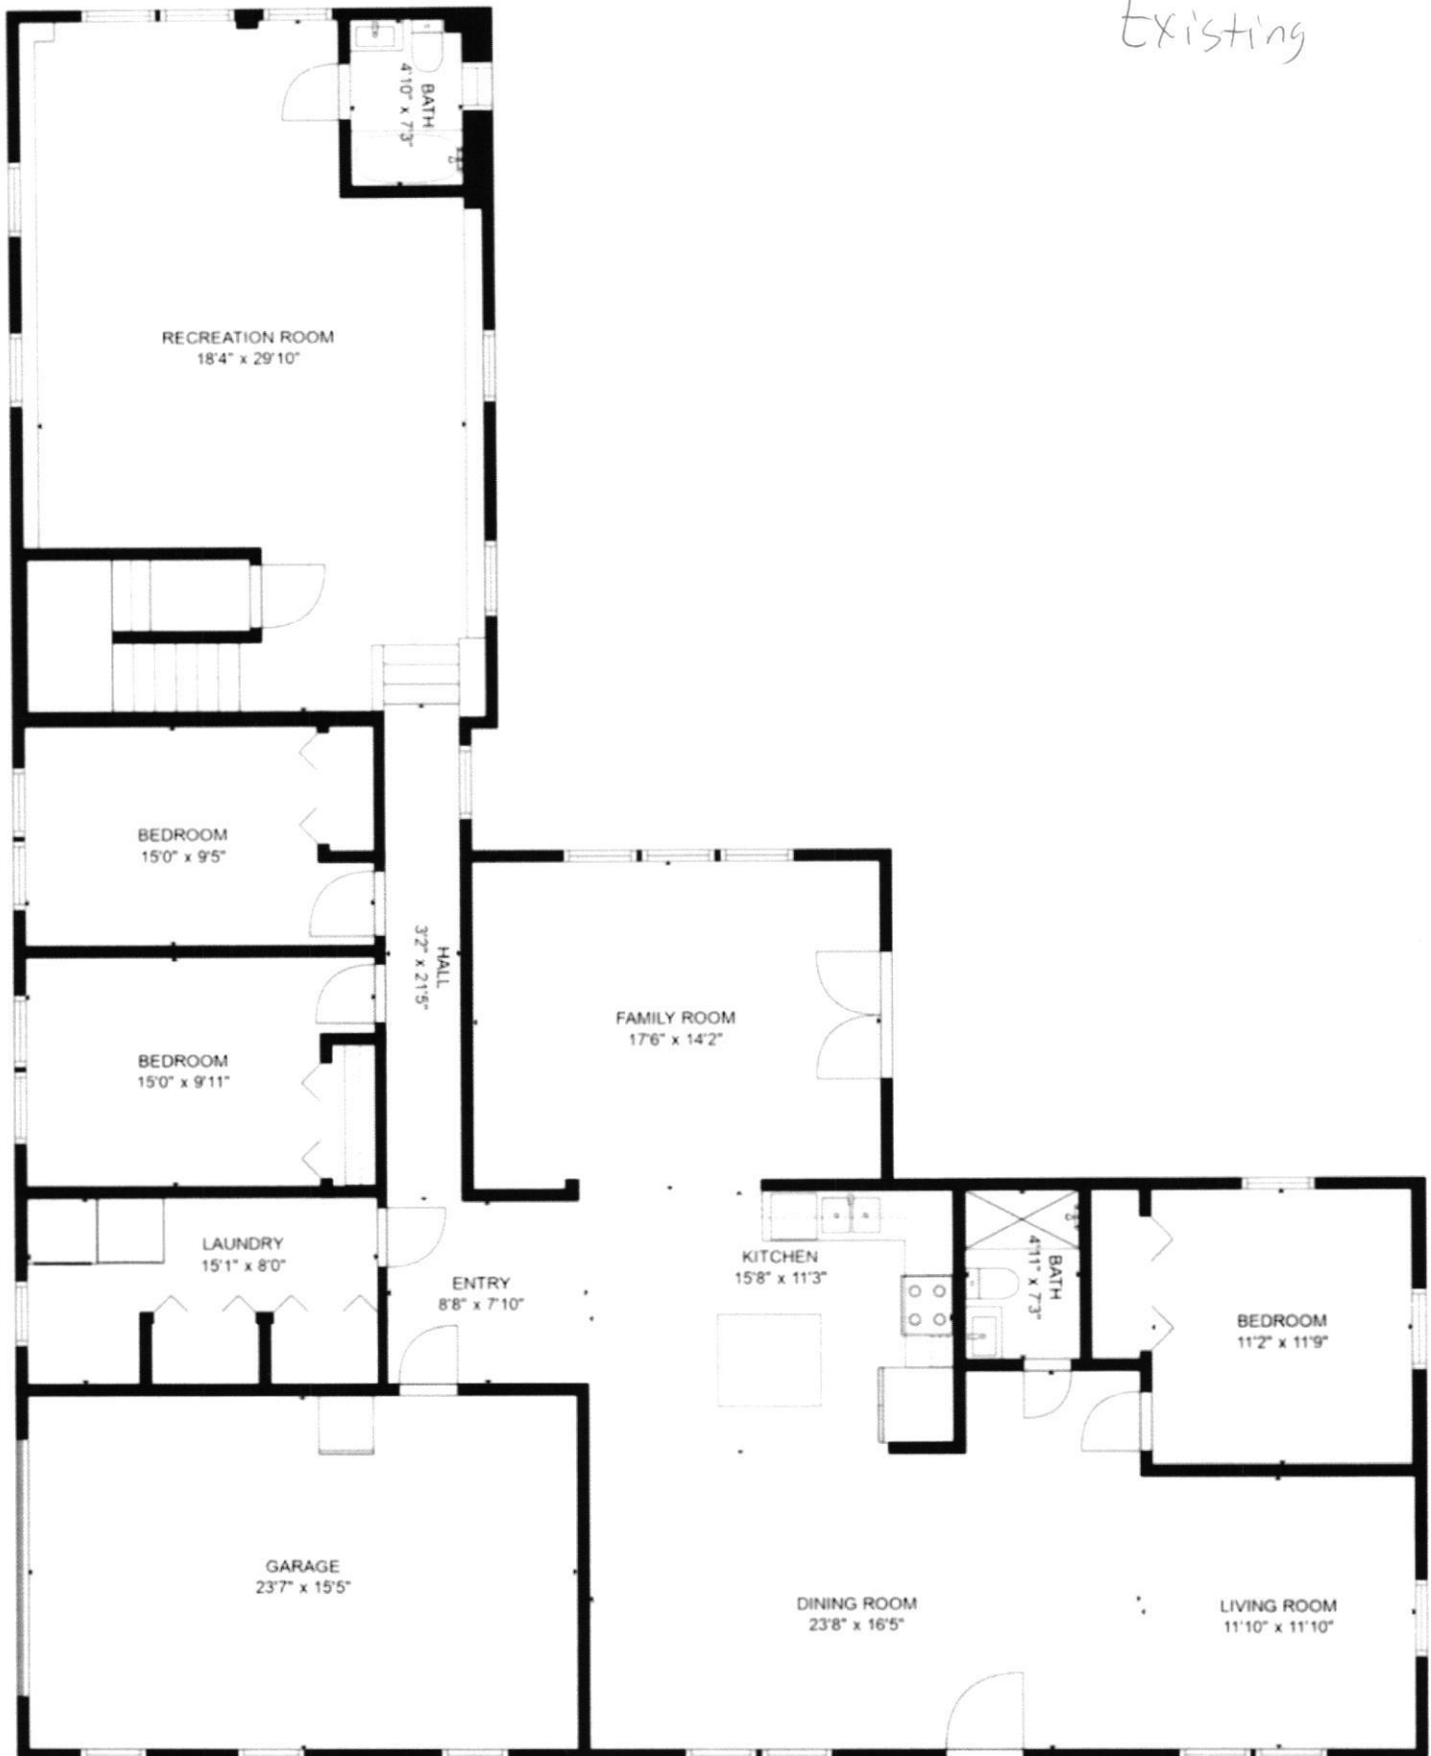 Existing
BATH
4'10" x 7'3"
RECREATION ROOM
18'4" x 29'10"
BEDROOM
15'0" x 9'5"
HALL
3'2" x 21'5"
FAMILY ROOM
17'6" x 14'2"
BEDROOM
15'0" x 9'11"
LAUNDRY
15'1" x 8'0"
ENTRY
8'8" x 7'10"
KITCHEN
15'8" x 11'3"
BATH
4'11" x 7'3"
BEDROOM
11'2" x 11'9"
GARAGE
23'7" x 15'5"
DINING ROOM
23'8" x 16'5"
LIVING ROOM
11'10" x 11'10"